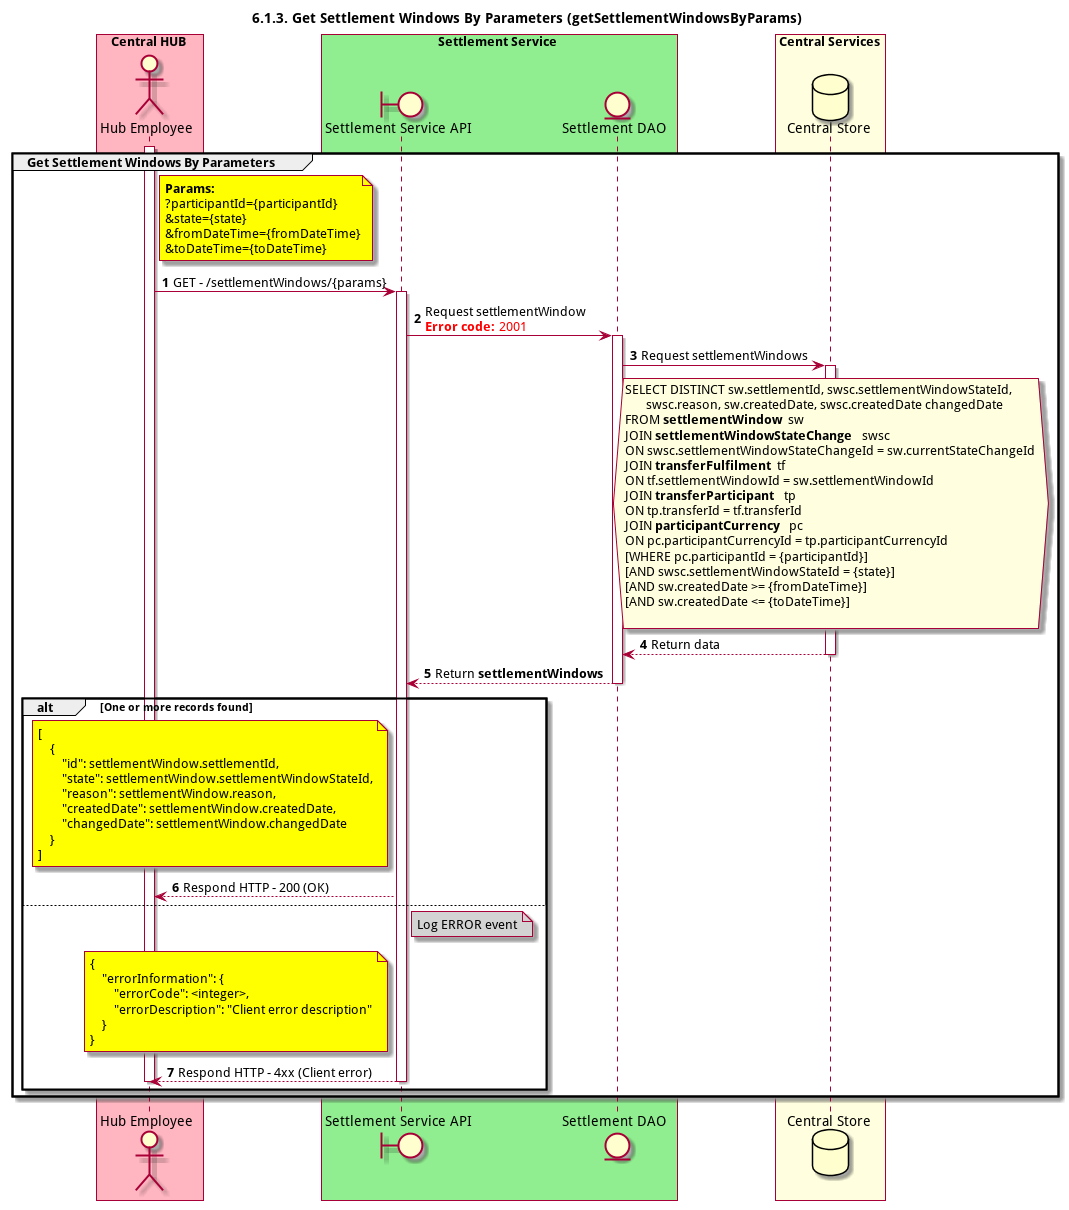 6.1.3. Get Settlement Windows By Parameters (getSettlementWindowsByParams)
Central HUB
Settlement Service
Central Services
Hub Employee
Settlement Service API
Settlement DAO
Central Store
Get Settlement Windows By Parameters
Params:
?participantId={participantId}
&state={state}
&fromDateTime={fromDateTime}
&toDateTime={toDateTime}
1 GET - /settlementWindows/{params}
2 Request settlementWindow
Error code: 2001
3 Request settlementWindows
SELECT DISTINCT sw.settlementId, swsc.settlementWindowStateId,
swsc.reason, sw.createdDate, swsc.createdDate changedDate
FROM settlementWindow sw
JOIN settlementWindowStateChange swsc
ON swsc.settlementWindowStateChangeId = sw.currentStateChangeId
JOIN transferFulfilment tf
ON tf.settlementWindowId = sw.settlementWindowId
JOIN transferParticipant tp
ON tp.transferId = tf.transferId
JOIN participantCurrency pc
ON pc.participantCurrencyId = tp.participantCurrencyId
[WHERE pc.participantId = {participantId}]
[AND swsc.settlementWindowStateId = {state}]
[AND sw.createdDate >= {fromDateTime}]
[AND sw.createdDate <= {toDateTime}]
4 Return data
5 Return settlementWindows
alt [One or more records found]
[
{
"id": settlementWindow.settlementId,
"state": settlementWindow.settlementWindowStateId,
"reason": settlementWindow.reason,
"createdDate": settlementWindow.createdDate,
"changedDate": settlementWindow.changedDate
}
]
6 Respond HTTP - 200 (OK)
Log ERROR event
{
"errorInformation": {
"errorCode": <integer>,
"errorDescription": "Client error description"
}
}
7 Respond HTTP - 4xx (Client error)
Hub Employee
Settlement Service API
Settlement DAO
Central Store